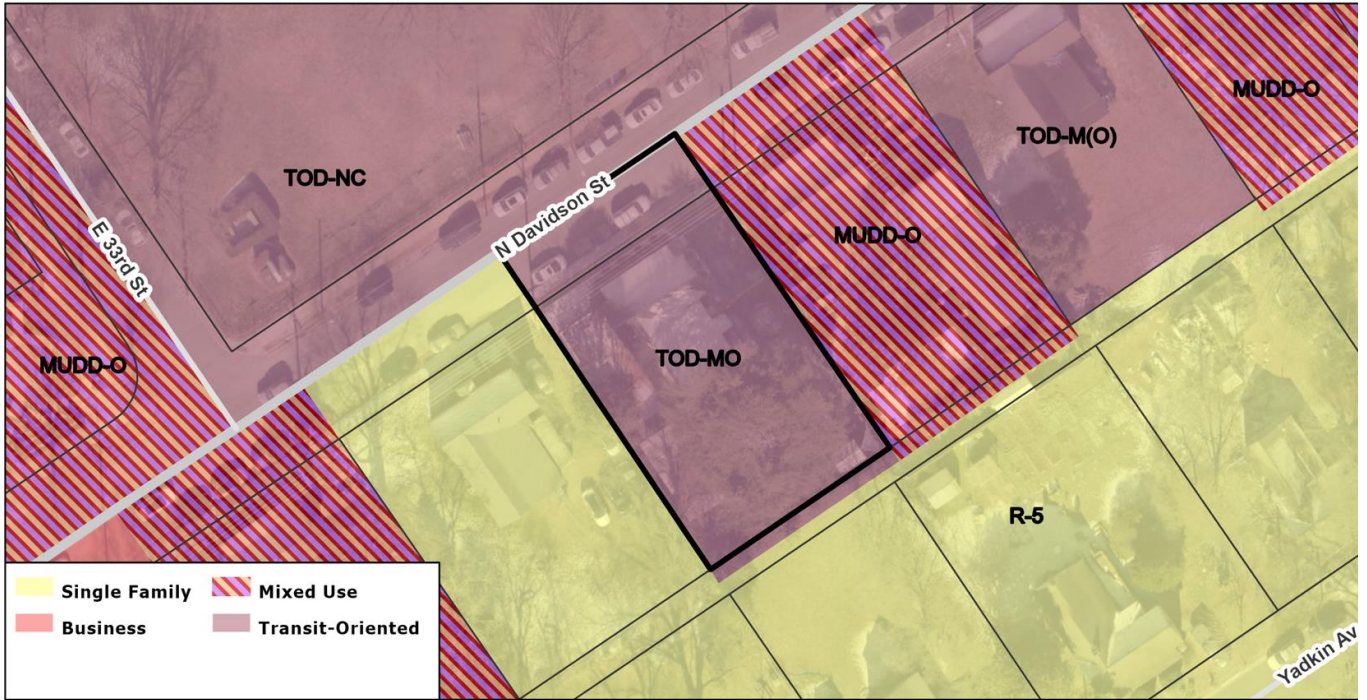 MUDD-O
TOD-M(O)
TOD-NC
N Davidson St
MUDD-O
E 33rd St
TOD-MO
MUDD-O
R-5
Single Family
Mixed Use
Business
Transit-Oriented
Yadkin Av